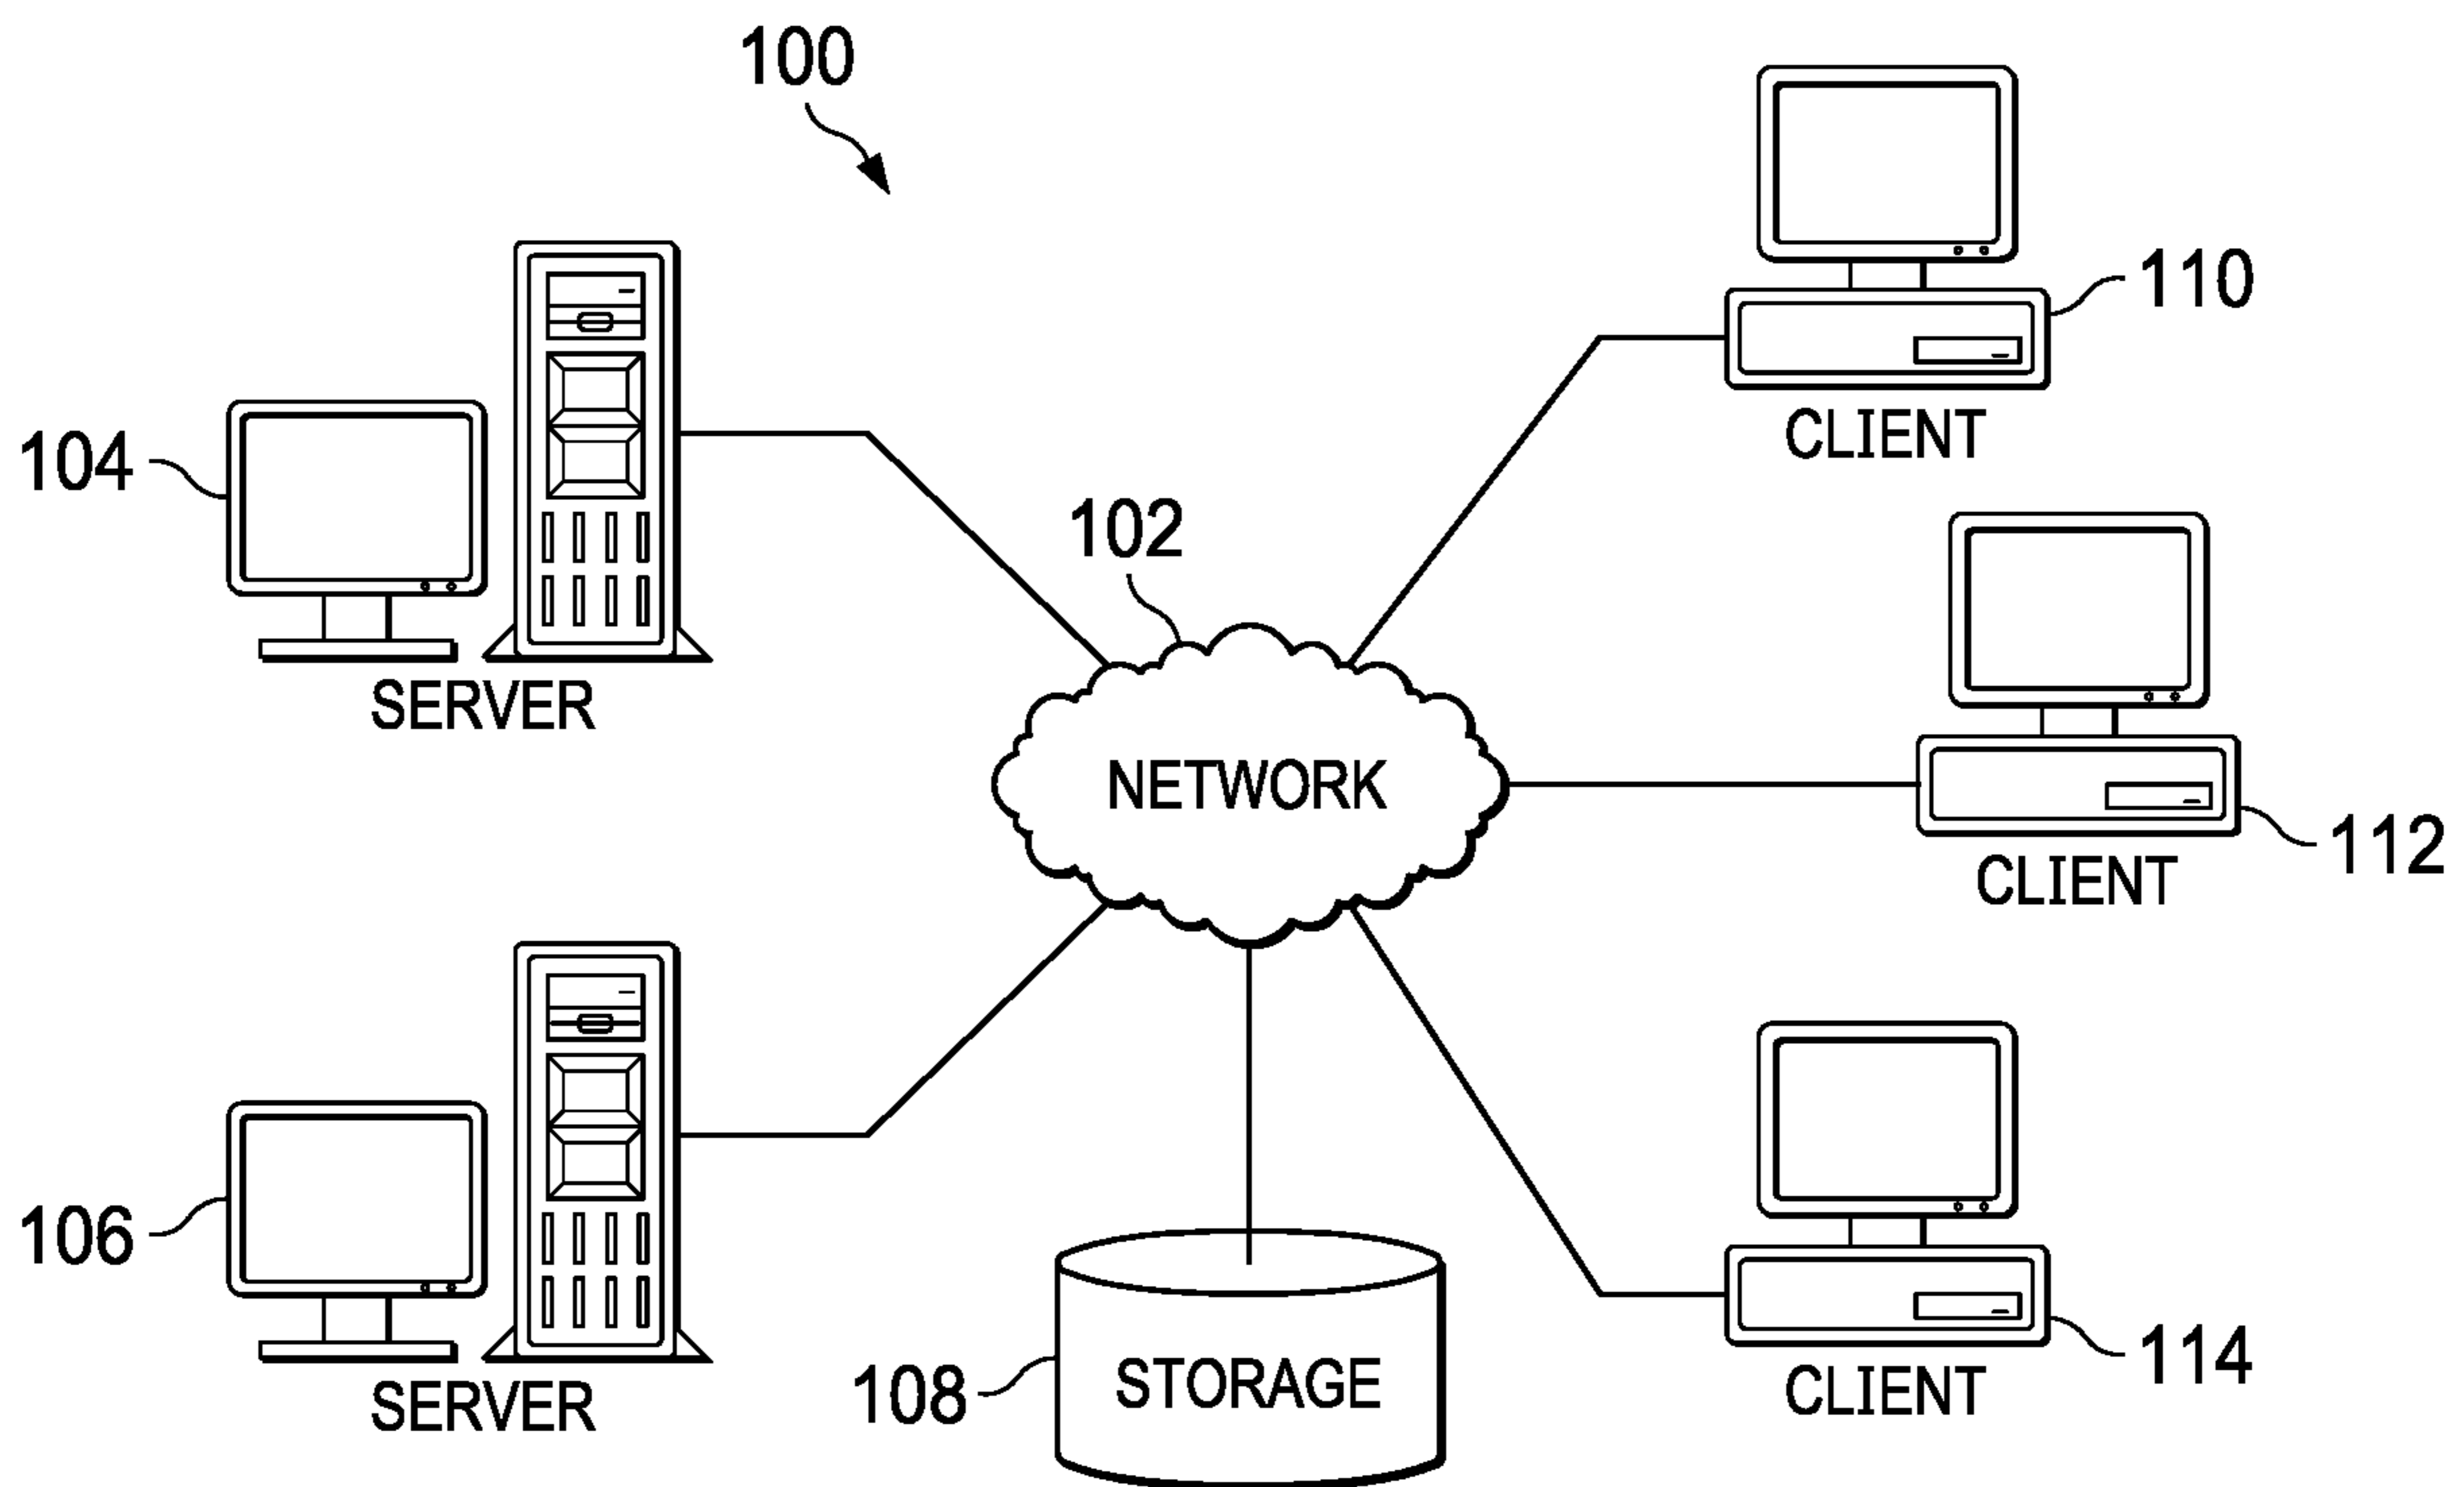 100
110
CLIENT
104
SERVER
102
NETWORK
112
CLIENT
106
SERVER
108
STORAGE
114
CLIENT